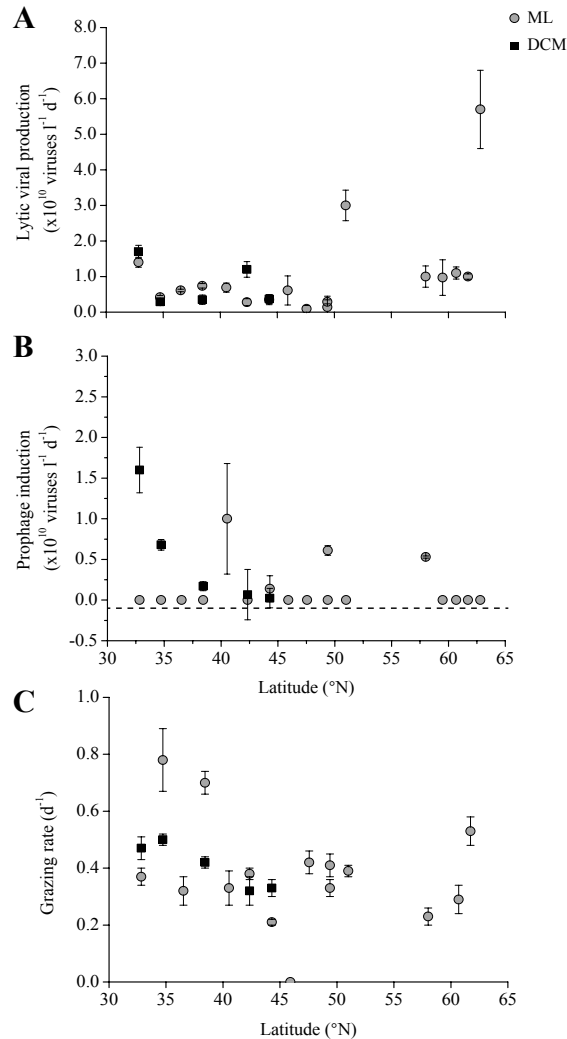 A
ML
DCM
8.0
7.0
6.0
5.0
4.0
3.0
2.0
1.0
0.0
Lytic viral production
(x10¹⁰ viruses l⁻¹ d⁻¹)
B
3.0
2.5
2.0
1.5
1.0
0.5
0.0
-0.5
Prophage induction
(x10¹⁰ viruses l⁻¹ d⁻¹)
30 35 40 45 50 55 60 65
Latitude (°N)
C
1.0
0.8
0.6
0.4
0.2
0.0
Grazing rate (d⁻¹)
30 35 40 45 50 55 60 65
Latitude (°N)